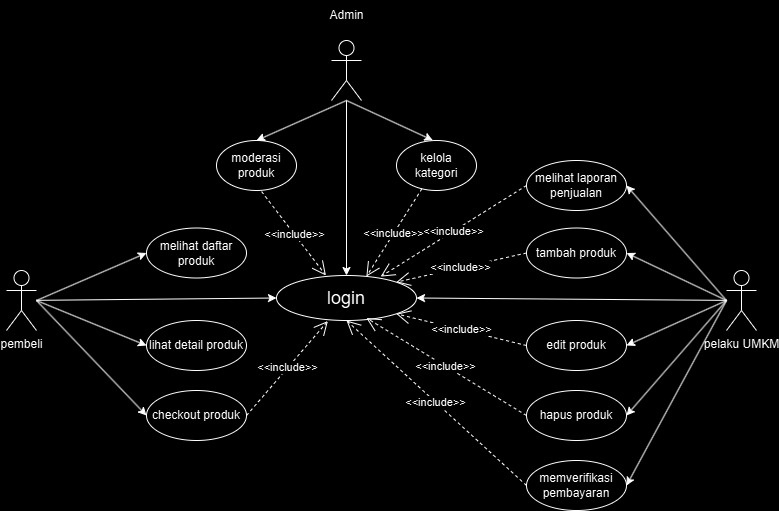 Admin
moderasi
produk
kelola
kategori
melihat laporan
penjualan
<<include>>
<<include>>
<<include>>
melihat daftar
produk
tambah produk
<<include>>
login
pembeli
lihat detail produk
<<include>>
edit produk
pelaku UMKM
<<include>>
<<include>>
checkout produk
<<include>>
hapus produk
memverifikasi
pembayaran